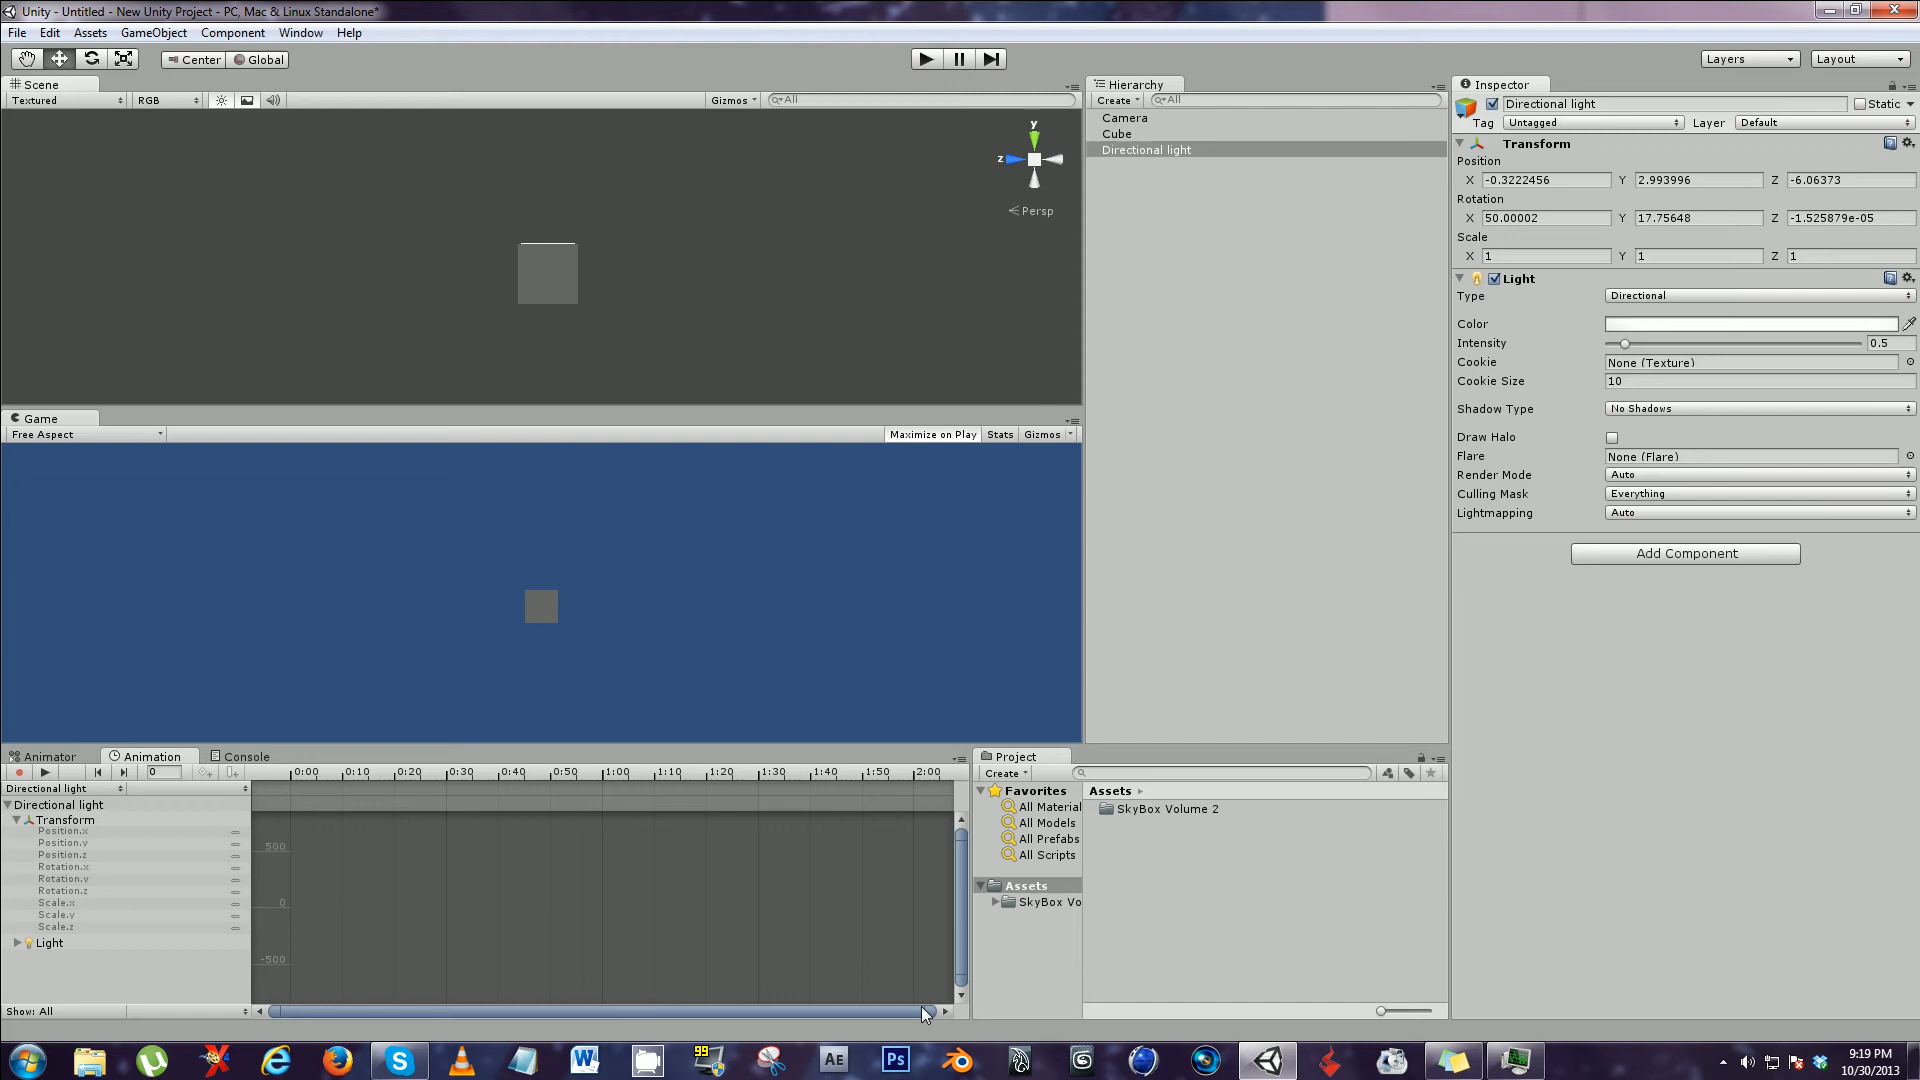 Unity - Untitled - New Unity Project - PC, Mac & Linux Standalone*
File Edit Assets GameObject Component Window Help
Center Global Layers Layout
Scene
Textured RGB Gizmos All
y
z
Persp
Game
Free Aspect Maximize on Play Stats Gizmos
Hierarchy
Create All
Camera
Cube
Directional light
Inspector
Directional light Static
Tag Untagged Layer Default
Transform
Position
X -0.3222456 Y 2.993996 Z -6.06373
Rotation
X 50.00002 Y 17.75648 Z -1.525879e-05
Scale
X 1 Y 1 Z 1
Light
Type Directional
Color
Intensity 0.5
Cookie None (Texture)
Cookie Size 10
Shadow Type No Shadows
Draw Halo
Flare None (Flare)
Render Mode Auto
Culling Mask Everything
Lightmapping Auto
Add Component
Animator Animation Console
0 0:00 0:10 0:20 0:30 0:40 0:50 1:00 1:10 1:20 1:30 1:40 1:50 2:00
Directional light
Directional light
Transform
Position.x
Position.y
Position.z
Rotation.x
Rotation.y
Rotation.z
Scale.x
Scale.y
Scale.z
Light
500
0
-500
Show: All
Project
Create
Favorites
All Material
All Models
All Prefabs
All Scripts
Assets
SkyBox Vo
Assets
SkyBox Volume 2
99
W
Ae
Ps
9:19 PM
10/30/2013